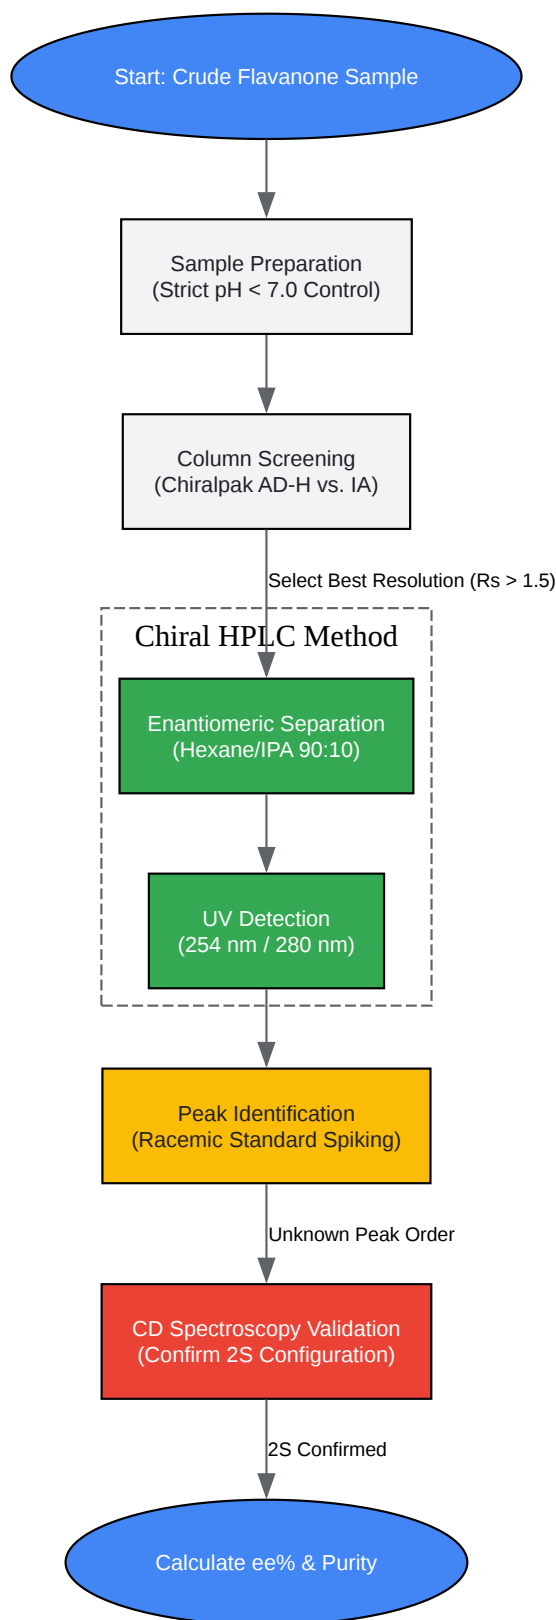 Start: Crude Flavanone Sample
Sample Preparation
(Strict pH < 7.0 Control)
Column Screening
(Chiralpak AD-H vs. IA)
Select Best Resolution (Rs > 1.5)
Chiral HPLC Method
Enantiomeric Separation
(Hexane/IPA 90:10)
UV Detection
(254 nm / 280 nm)
Peak Identification
(Racemic Standard Spiking)
Unknown Peak Order
CD Spectroscopy Validation
(Confirm 2S Configuration)
2S Confirmed
Calculate ee% & Purity